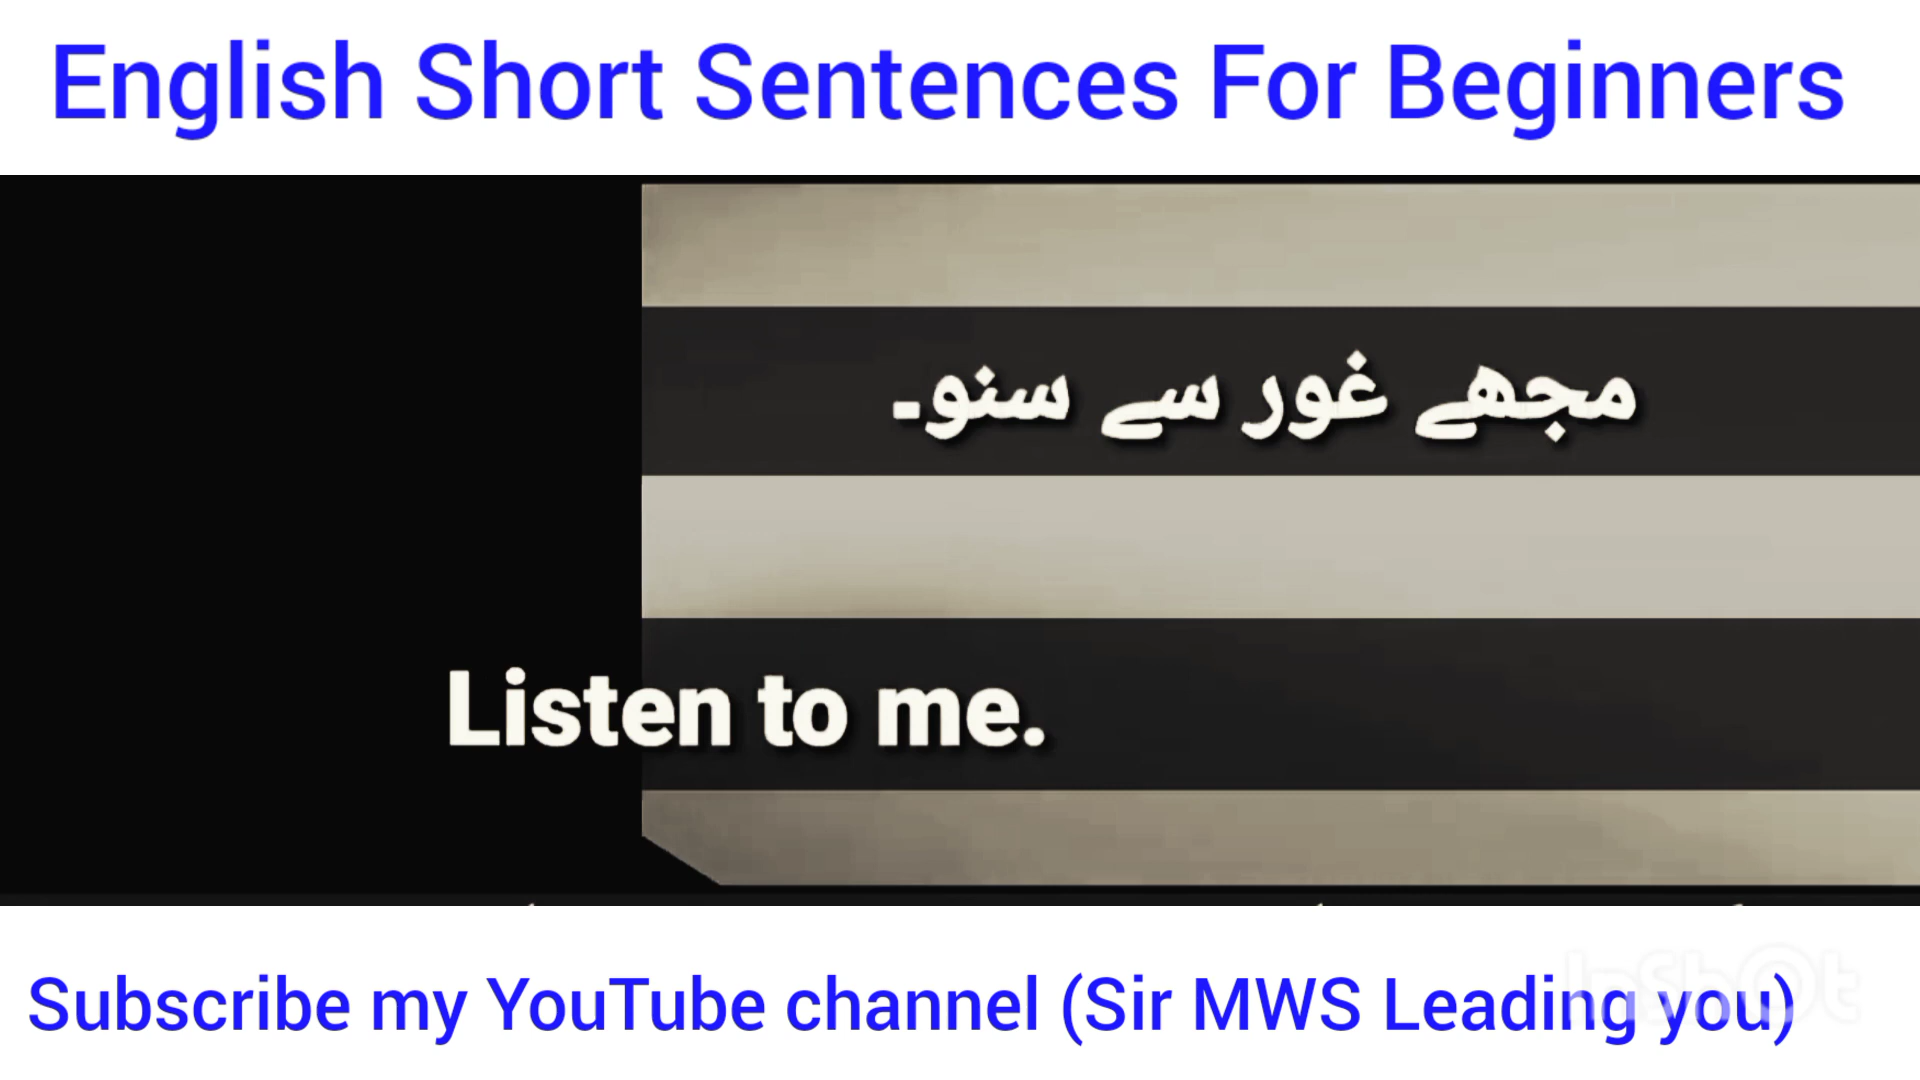 English Short Sentences For Beginners
مجھے غور سے سنو۔
Listen to me.
Subscribe my YouTube channel (Sir MWS Leading you)
InShOt